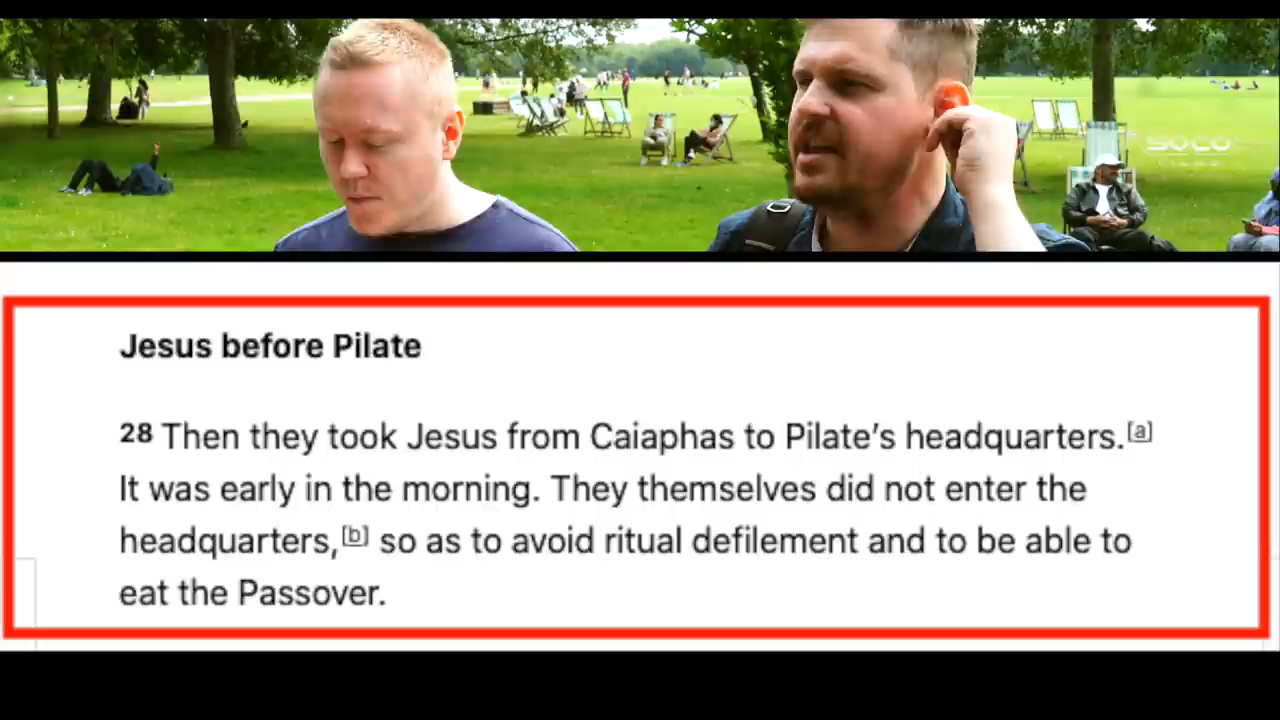 SOCO
FILMS
Jesus before Pilate
28 Then they took Jesus from Caiaphas to Pilate’s headquarters.[a]
It was early in the morning. They themselves did not enter the
headquarters,[b] so as to avoid ritual defilement and to be able to
eat the Passover.